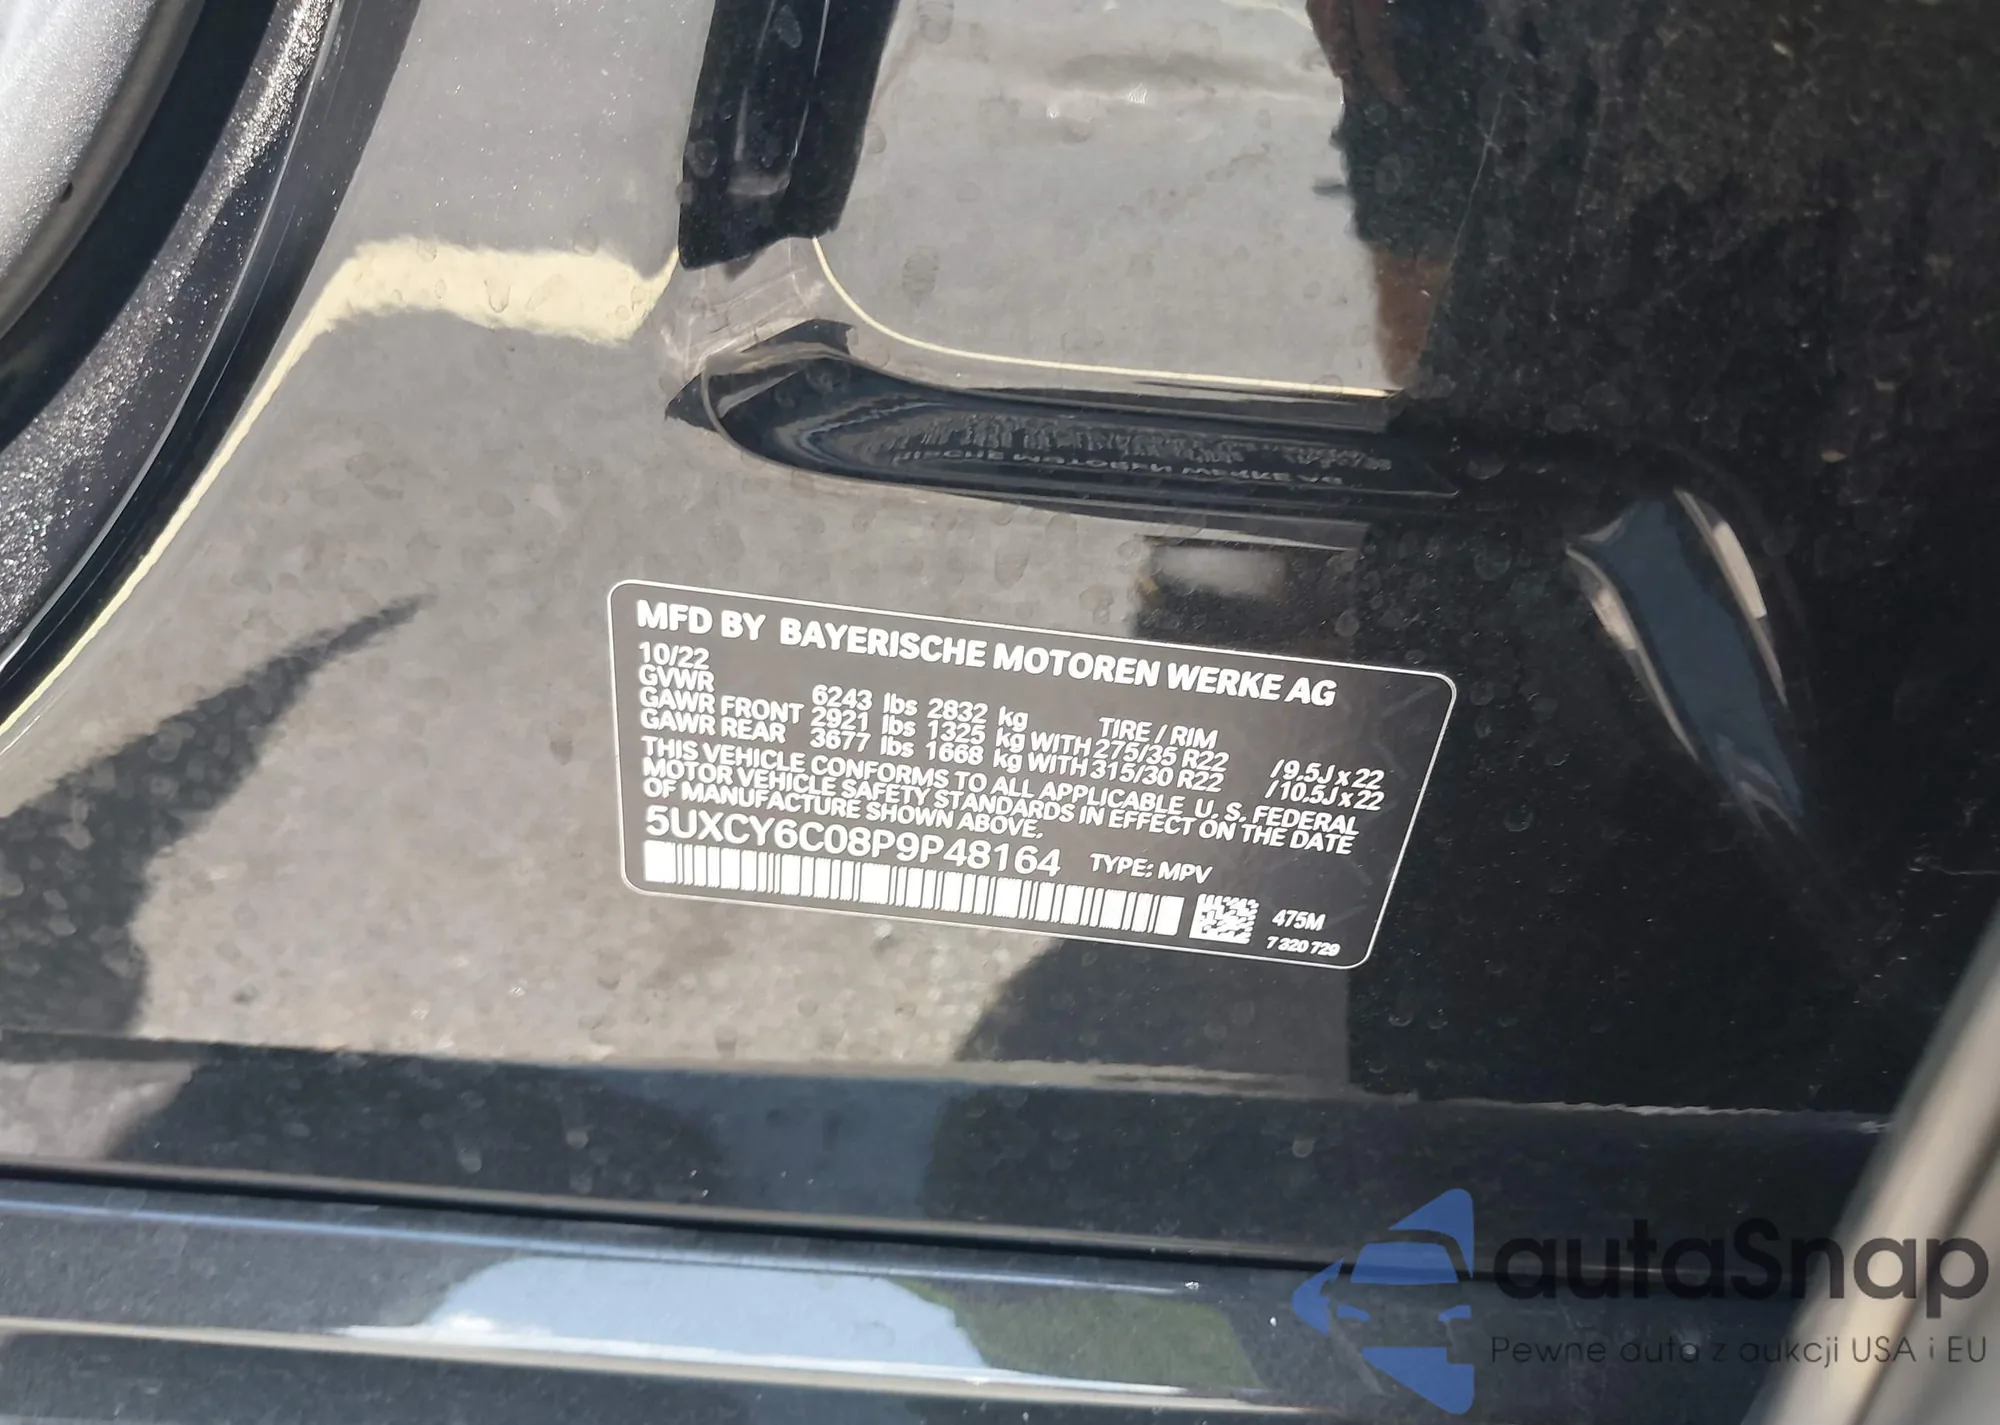 MFD BY BAYERISCHE MOTOREN WERKE AG
10/22
GVWR 6243 lbs 2832 kg TIRE / RIM
GAWR FRONT 2921 lbs 1325 kg WITH 275/35 R22 /9.5J x 22
GAWR REAR 3677 lbs 1668 kg WITH 315/30 R22 /10.5J x 22
THIS VEHICLE CONFORMS TO ALL APPLICABLE U. S. FEDERAL
MOTOR VEHICLE SAFETY STANDARDS IN EFFECT ON THE DATE
OF MANUFACTURE SHOWN ABOVE.
5UXCY6C08P9P48164 TYPE: MPV
475M
7 320 729
autaSnap
Pewne auta z aukcji USA i EU